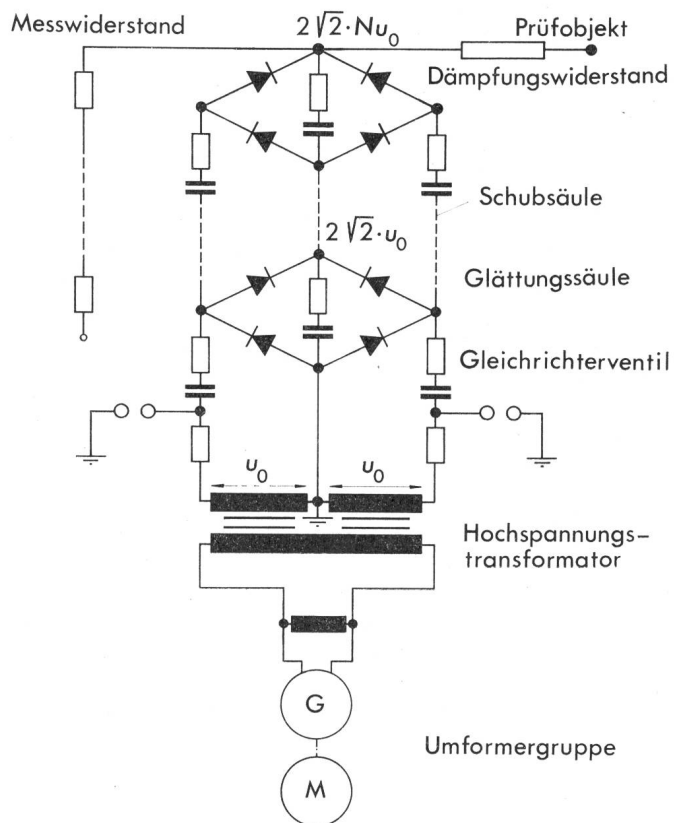 Messwiderstand
2√2·Nu₀
Prüfobjekt
Dämpfungswiderstand
Schubsäule
2√2·u₀
Glättungssäule
Gleichrichterventil
u₀
u₀
Hochspannungs-
transformator
G
Umformergruppe
M